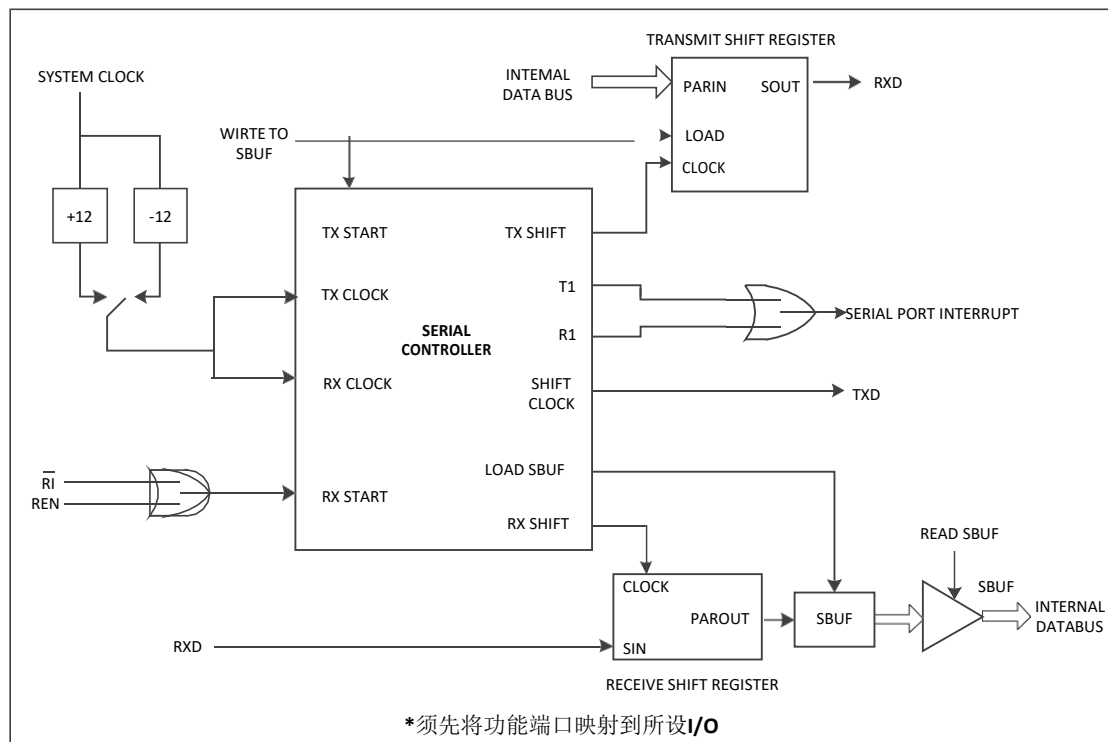 TRANSMIT SHIFT REGISTER
SYSTEM CLOCK
INTEMAL
DATA BUS
PARIN
SOUT
RXD
LOAD
CLOCK
WIRTE TO
SBUF
+12
-12
TX START
TX SHIFT
TX CLOCK
T1
SERIAL
CONTROLLER
R1
SERIAL PORT INTERRUPT
RX CLOCK
SHIFT
CLOCK
TXD
LOAD SBUF
RI
REN
RX START
RX SHIFT
READ SBUF
CLOCK
PAROUT
SIN
SBUF
SBUF
INTERNAL
DATABUS
RXD
RECEIVE SHIFT REGISTER
*须先将功能端口映射到所设I/O